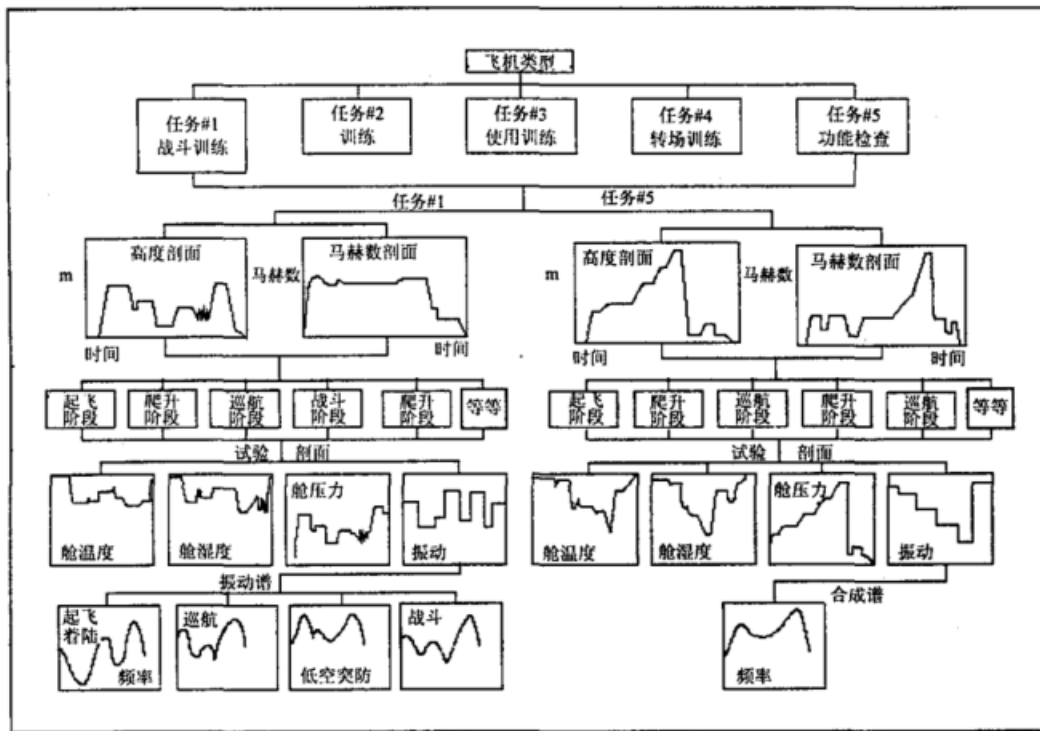 飞机类型
任务#1
战斗训练
任务#2
训练
任务#3
使用训练
任务#4
转场训练
任务#5
功能检查
任务#1
任务#5
高度剖面
m
时间
马赫数剖面
马赫数
时间
高度剖面
m
时间
马赫数剖面
马赫数
时间
起飞
阶段
爬升
阶段
巡航
阶段
战斗
阶段
爬升
阶段
等等
起飞
阶段
爬升
阶段
巡航
阶段
爬升
阶段
巡航
阶段
等等
试验 剖面
试验 剖面
舱温度
舱湿度
舱压力
振动
舱温度
舱湿度
舱压力
振动
振动谱
合成谱
起飞
着陆
频率
巡航
低空突防
战斗
频率